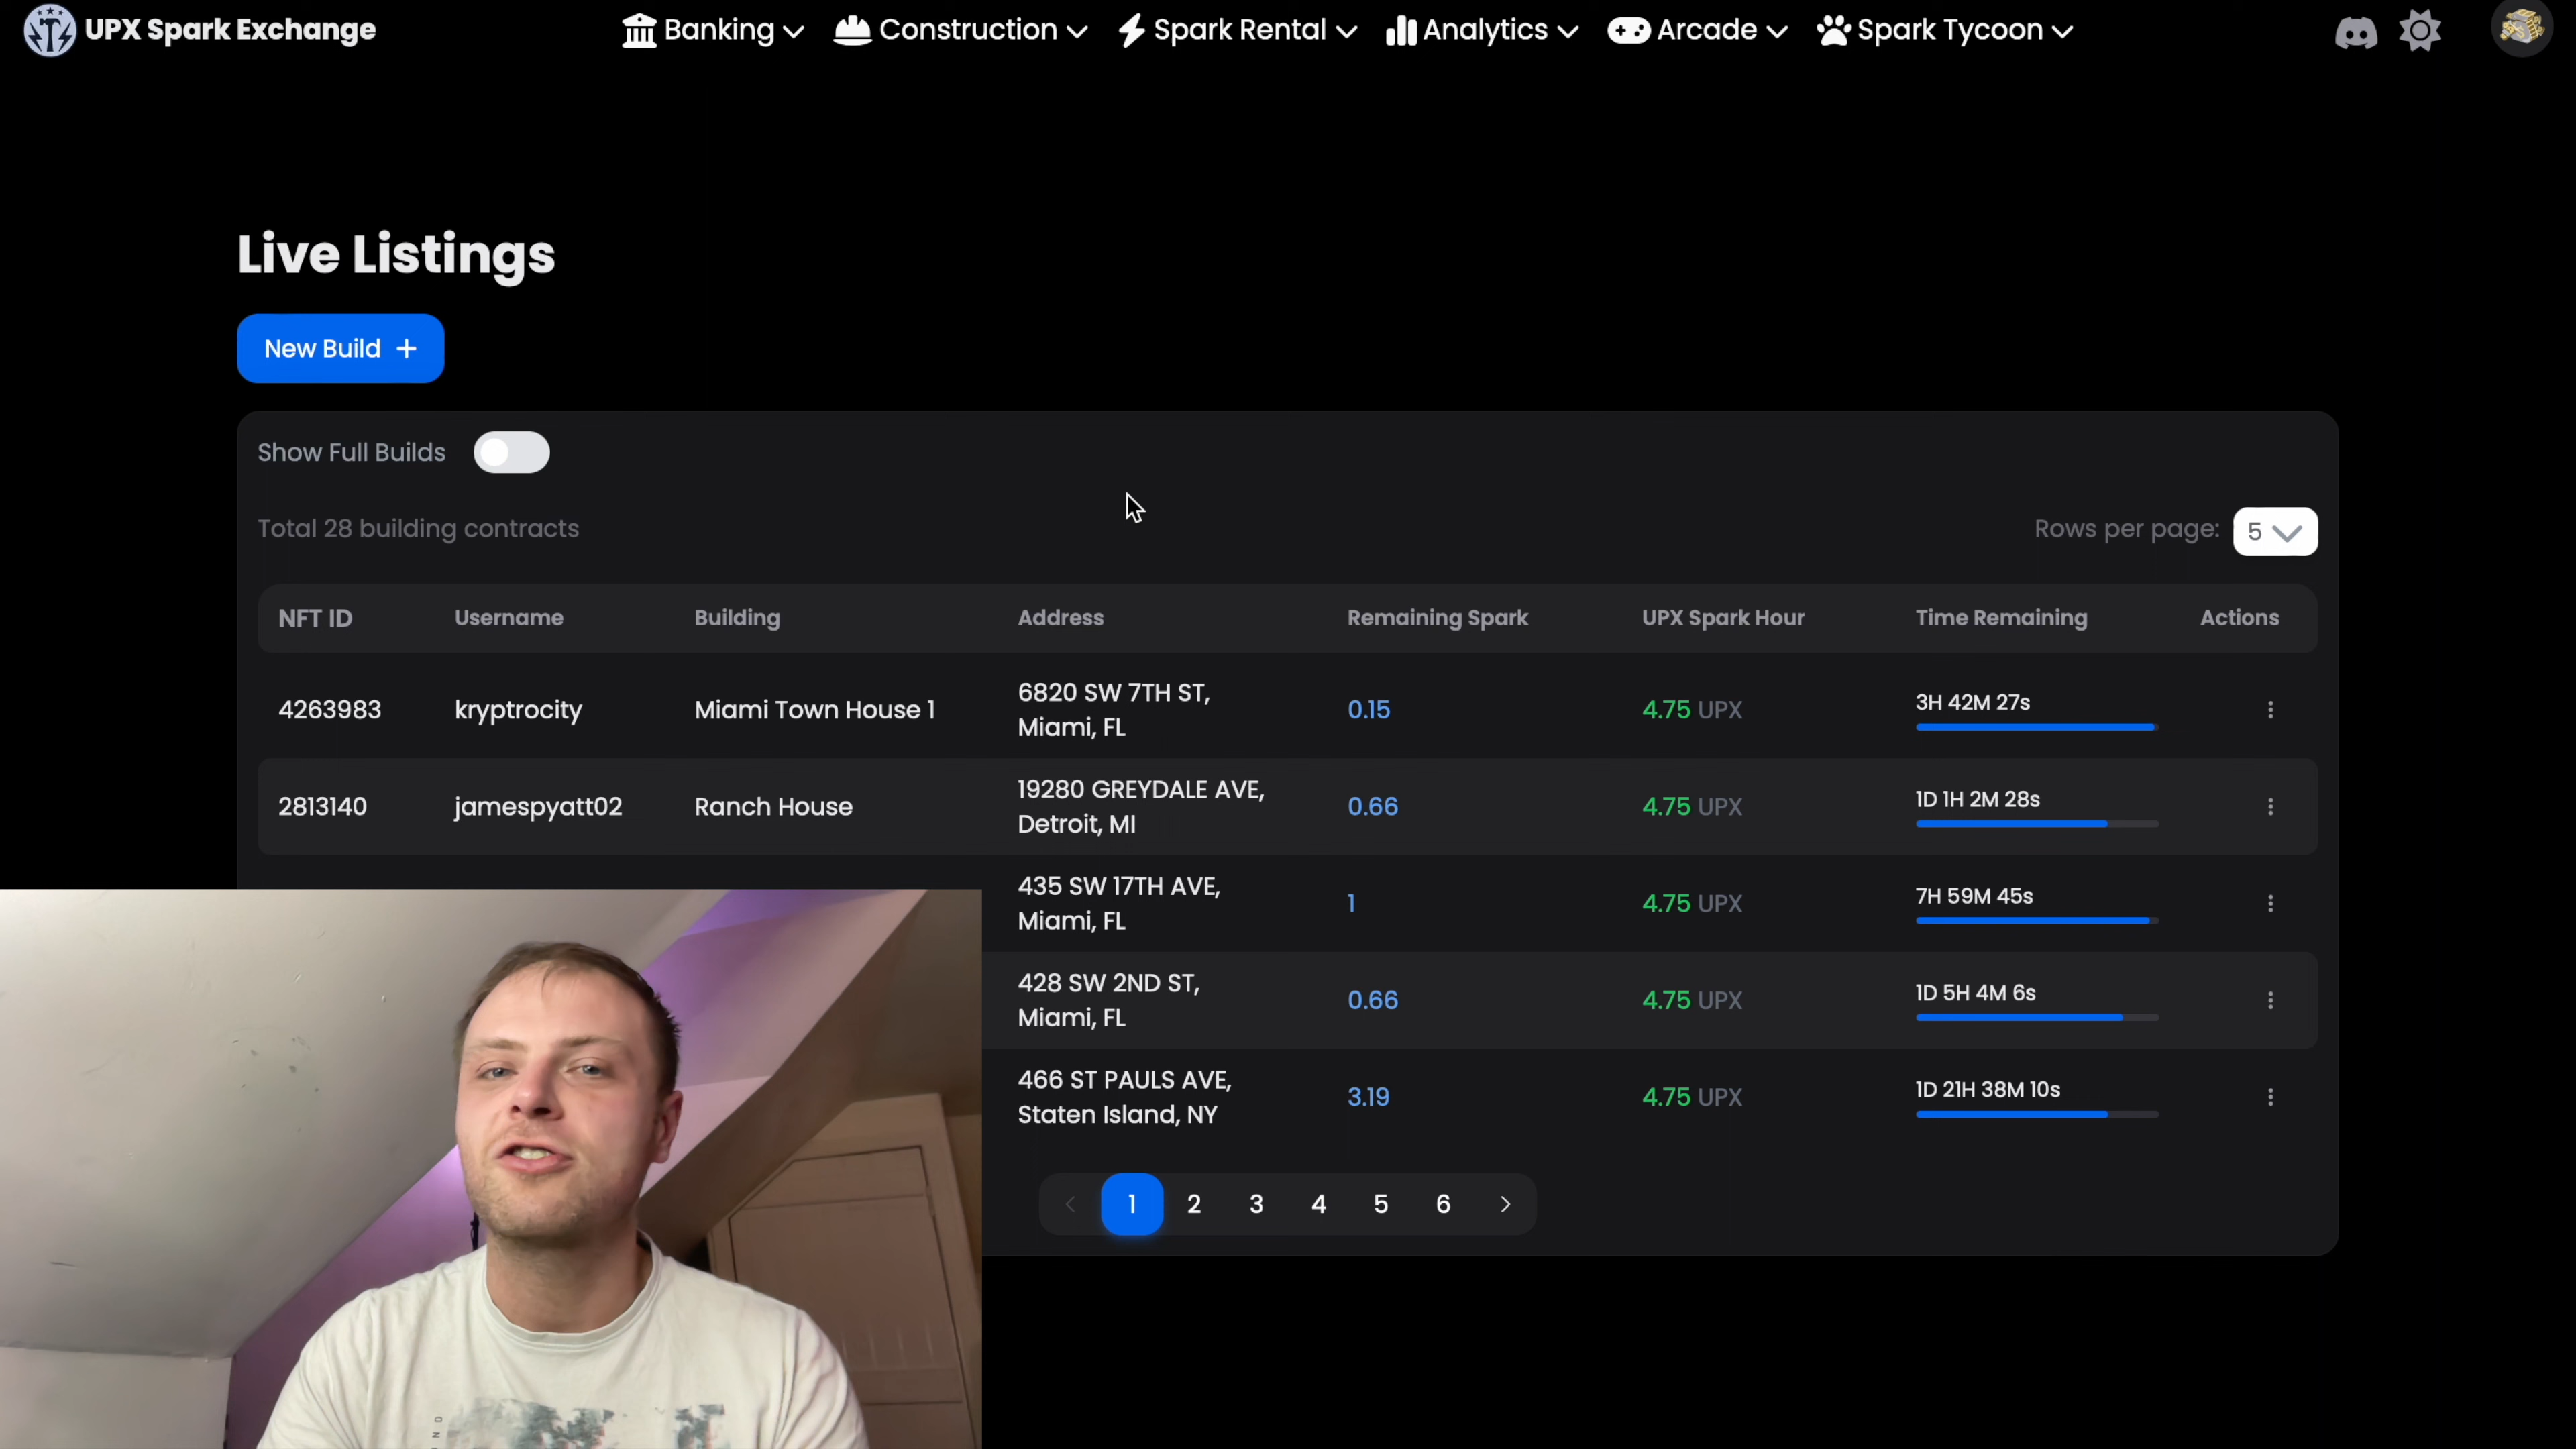 UPX Spark Exchange
Banking
Construction
Spark Rental
Analytics
Arcade
Spark Tycoon
Live Listings
New Build +
Show Full Builds
Total 28 building contracts
Rows per page: 5
NFT ID Username Building Address Remaining Spark UPX Spark Hour Time Remaining Actions
4263983 kryptrocity Miami Town House 1 6820 SW 7TH ST, 0.15 4.75 UPX 3H 42M 27s
Miami, FL
2813140 jamespyatt02 Ranch House 19280 GREYDALE AVE, 0.66 4.75 UPX 1D 1H 2M 28s
Detroit, MI
435 SW 17TH AVE, 1 4.75 UPX 7H 59M 45s
Miami, FL
428 SW 2ND ST, 0.66 4.75 UPX 1D 5H 4M 6s
Miami, FL
466 ST PAULS AVE, 3.19 4.75 UPX 1D 21H 38M 10s
Staten Island, NY
1 2 3 4 5 6